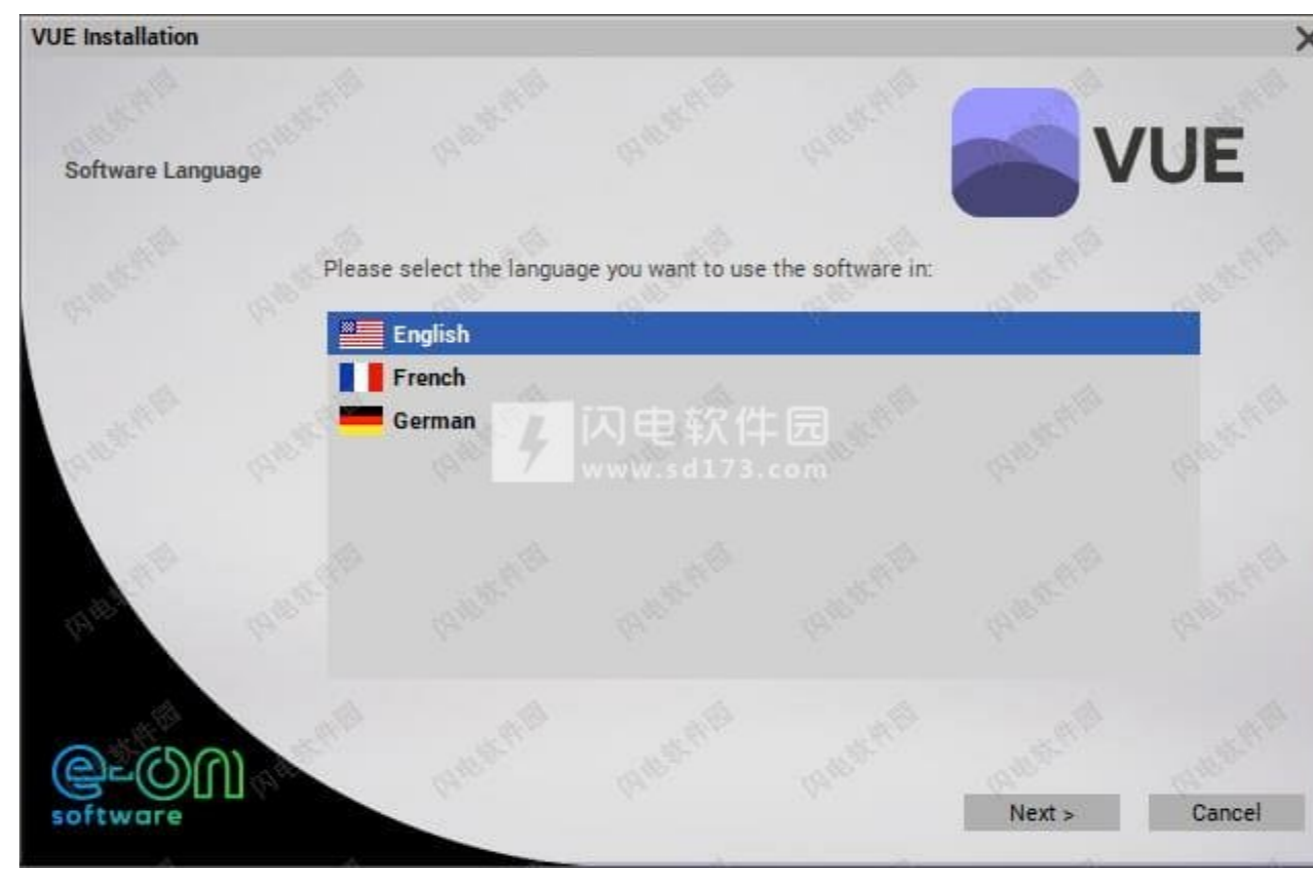 VUE Installation
Software Language
VUE
Please select the language you want to use the software in:
English
French
German
闪电软件园
www.sd173.com
e-on
software
Next >
Cancel